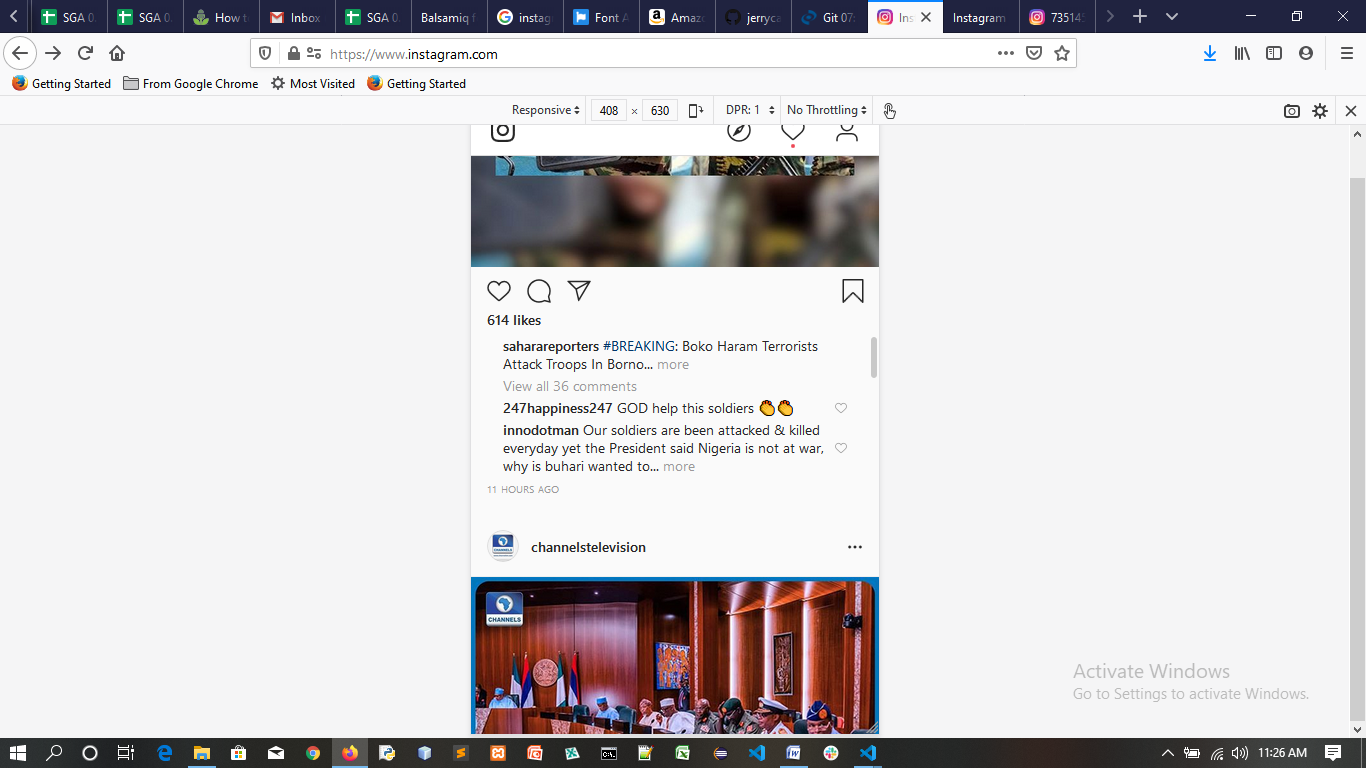 SGA 0.
SGA 0.
How t
Inbox
SGA 0.
Balsamiq f
instag
Font A
Amazo
jerryca
Git 07:
Ins
Instagram
73514
https://www.instagram.com
Getting Started
From Google Chrome
Most Visited
Getting Started
Responsive
408 × 630
DPR: 1
No Throttling
614 likes
saharareporters #BREAKING: Boko Haram Terrorists
Attack Troops In Borno... more
View all 36 comments
247happiness247 GOD help this soldiers 👏👏
innodotman Our soldiers are been attacked & killed
everyday yet the President said Nigeria is not at war,
why is buhari wanted to... more
11 HOURS AGO
channelstelevision
CHANNELS
Activate Windows
Go to Settings to activate Windows.
11:26 AM